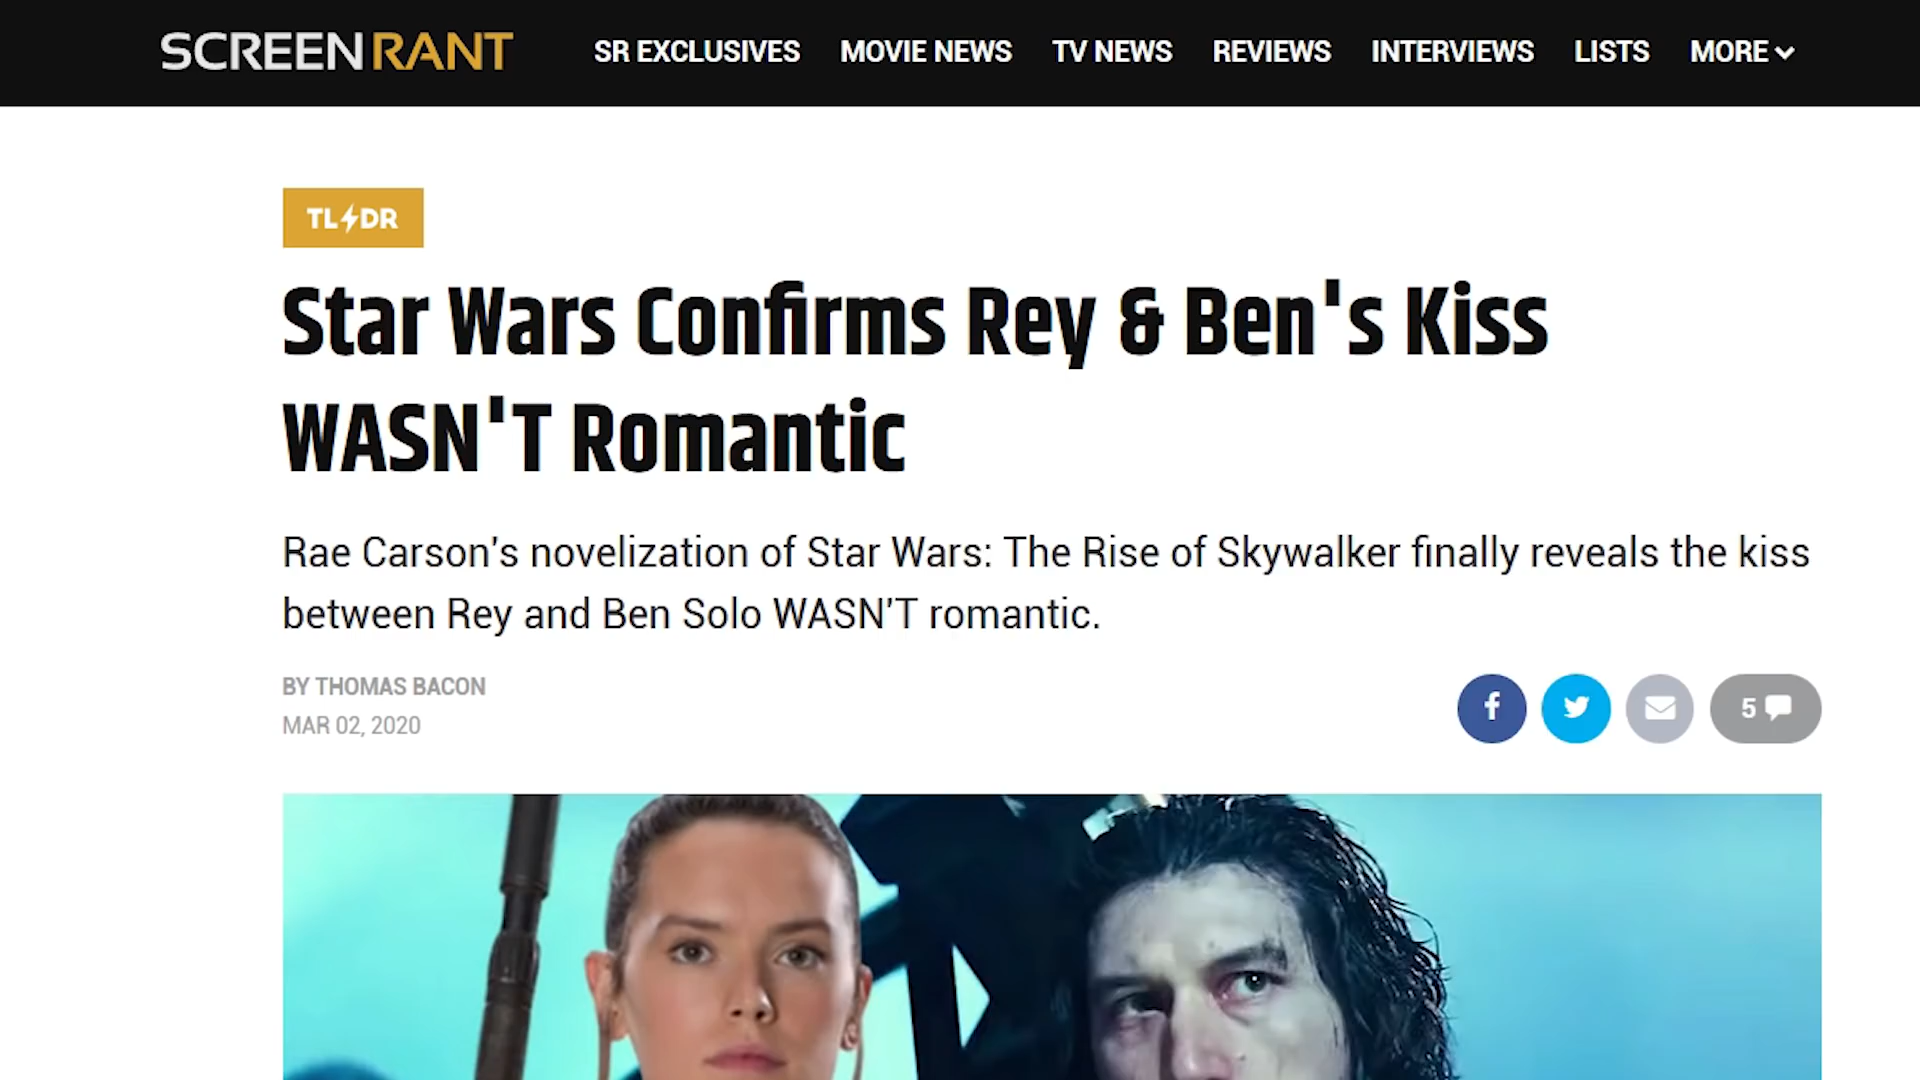 SCREENRANT SR EXCLUSIVES MOVIE NEWS TV NEWS REVIEWS INTERVIEWS LISTS MORE
TL DR
Star Wars Confirms Rey & Ben's Kiss
WASN'T Romantic
Rae Carson's novelization of Star Wars: The Rise of Skywalker finally reveals the kiss
between Rey and Ben Solo WASN'T romantic.
BY THOMAS BACON
MAR 02, 2020
5